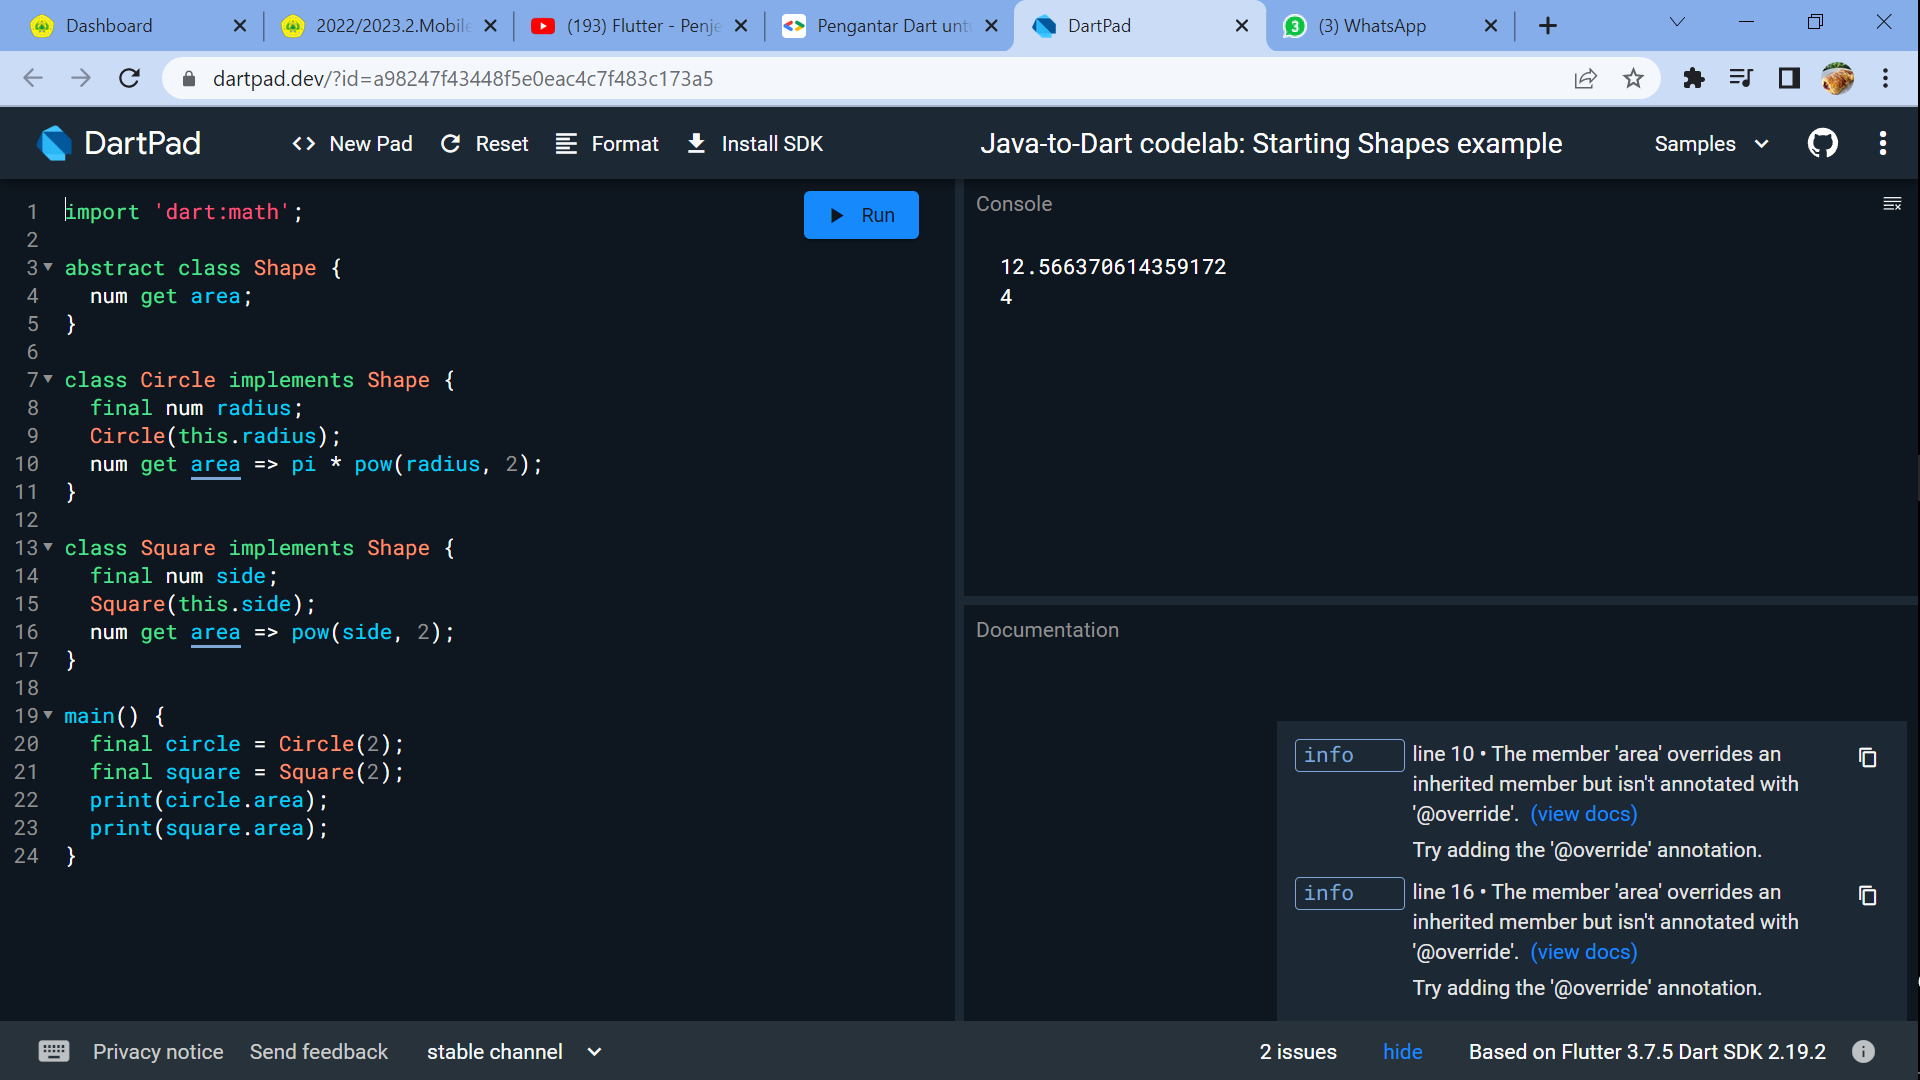 Dashboard
2022/2023.2.Mobile
(193) Flutter - Penje
Pengantar Dart unt
DartPad
3
(3) WhatsApp
dartpad.dev/?id=a98247f43448f5e0eac4c7f483c173a5
DartPad
<> New Pad
Reset
Format
Install SDK
Java-to-Dart codelab: Starting Shapes example
Samples
1 import 'dart:math';
2
3 abstract class Shape {
4   num get area;
5 }
6
7 class Circle implements Shape {
8   final num radius;
9   Circle(this.radius);
10   num get area => pi * pow(radius, 2);
11 }
12
13 class Square implements Shape {
14   final num side;
15   Square(this.side);
16   num get area => pow(side, 2);
17 }
18
19 main() {
20   final circle = Circle(2);
21   final square = Square(2);
22   print(circle.area);
23   print(square.area);
24 }
Run
Console
12.566370614359172
4
Documentation
info
line 10 • The member 'area' overrides an
inherited member but isn't annotated with
'@override'. (view docs)
Try adding the '@override' annotation.
info
line 16 • The member 'area' overrides an
inherited member but isn't annotated with
'@override'. (view docs)
Try adding the '@override' annotation.
Privacy notice
Send feedback
stable channel
2 issues
hide
Based on Flutter 3.7.5 Dart SDK 2.19.2